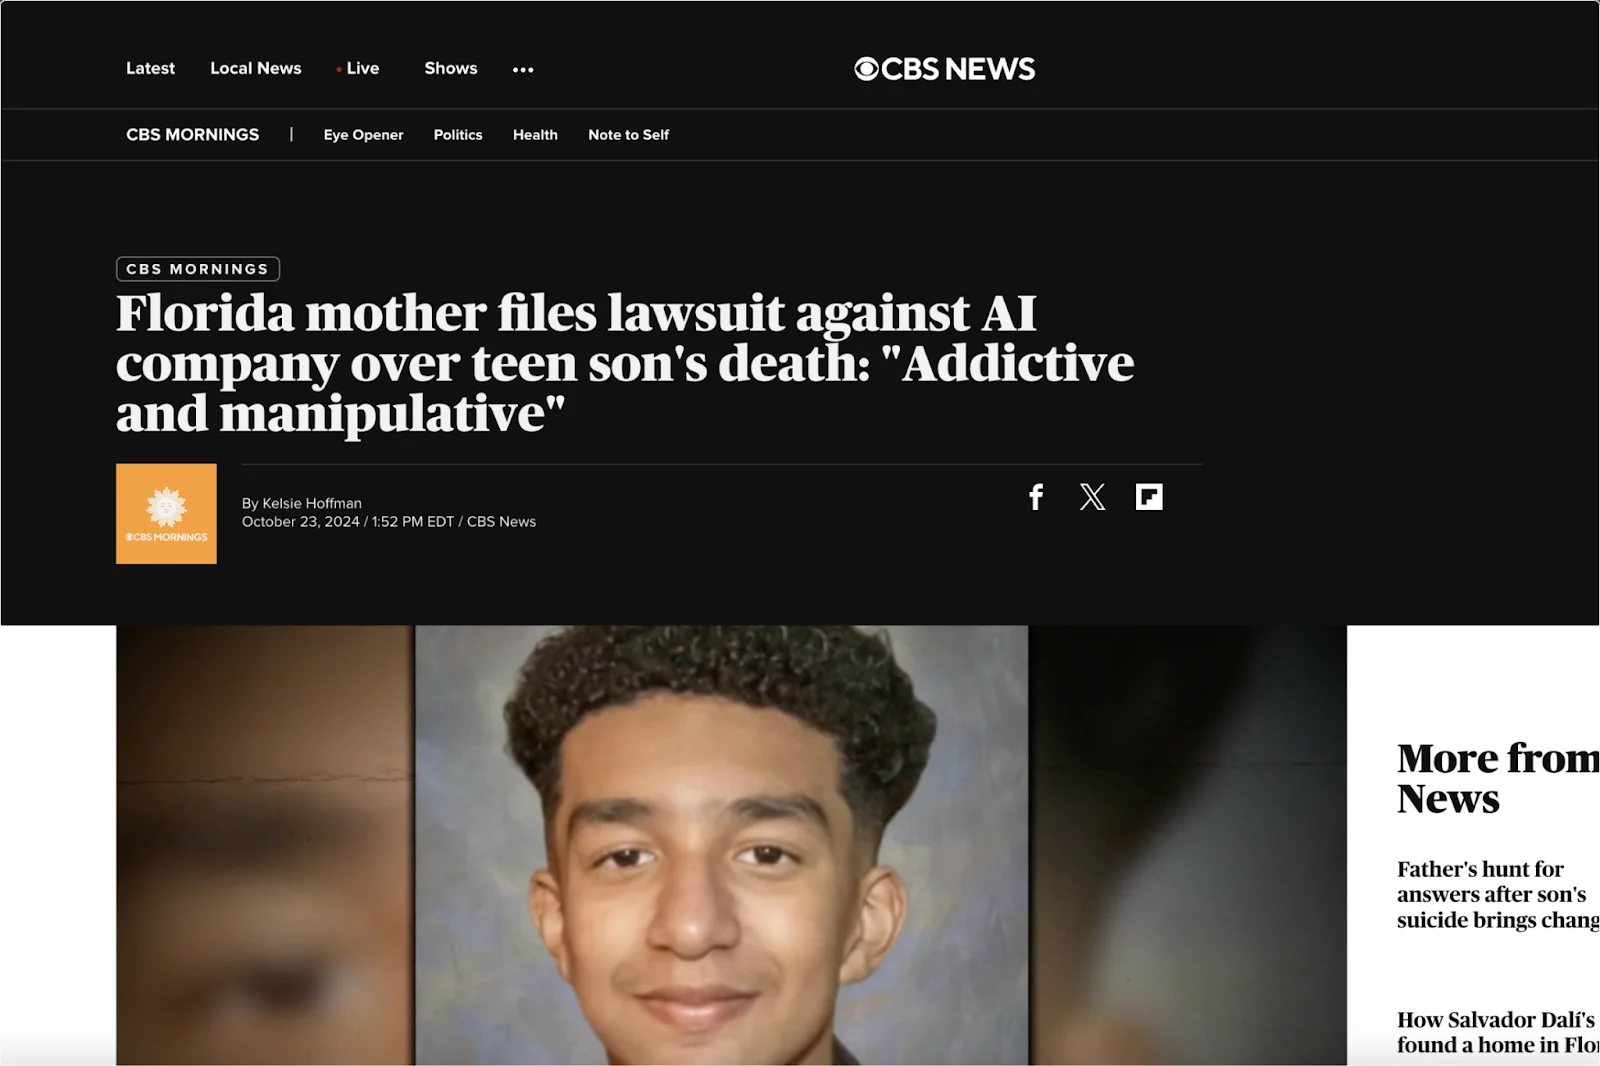 Latest Local News Live Shows
CBS NEWS
CBS MORNINGS | Eye Opener Politics Health Note to Self
CBS MORNINGS
Florida mother files lawsuit against AI
company over teen son's death: "Addictive
and manipulative"
CBS MORNINGS
By Kelsie Hoffman
October 23, 2024 / 1:52 PM EDT / CBS News
More from
News
Father's hunt for
answers after son's
suicide brings chang
How Salvador Dalí's
found a home in Flo